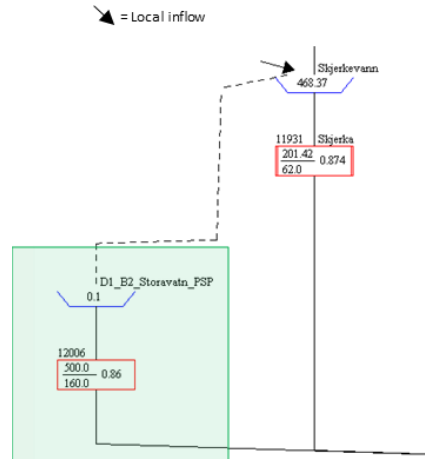 = Local inflow
Skjerkevann
468.37
11931 Skjerka
201.42
62.0
0.874
D1_B2_Storavatn_PSP
0.1
12006
500.0
160.0
0.86